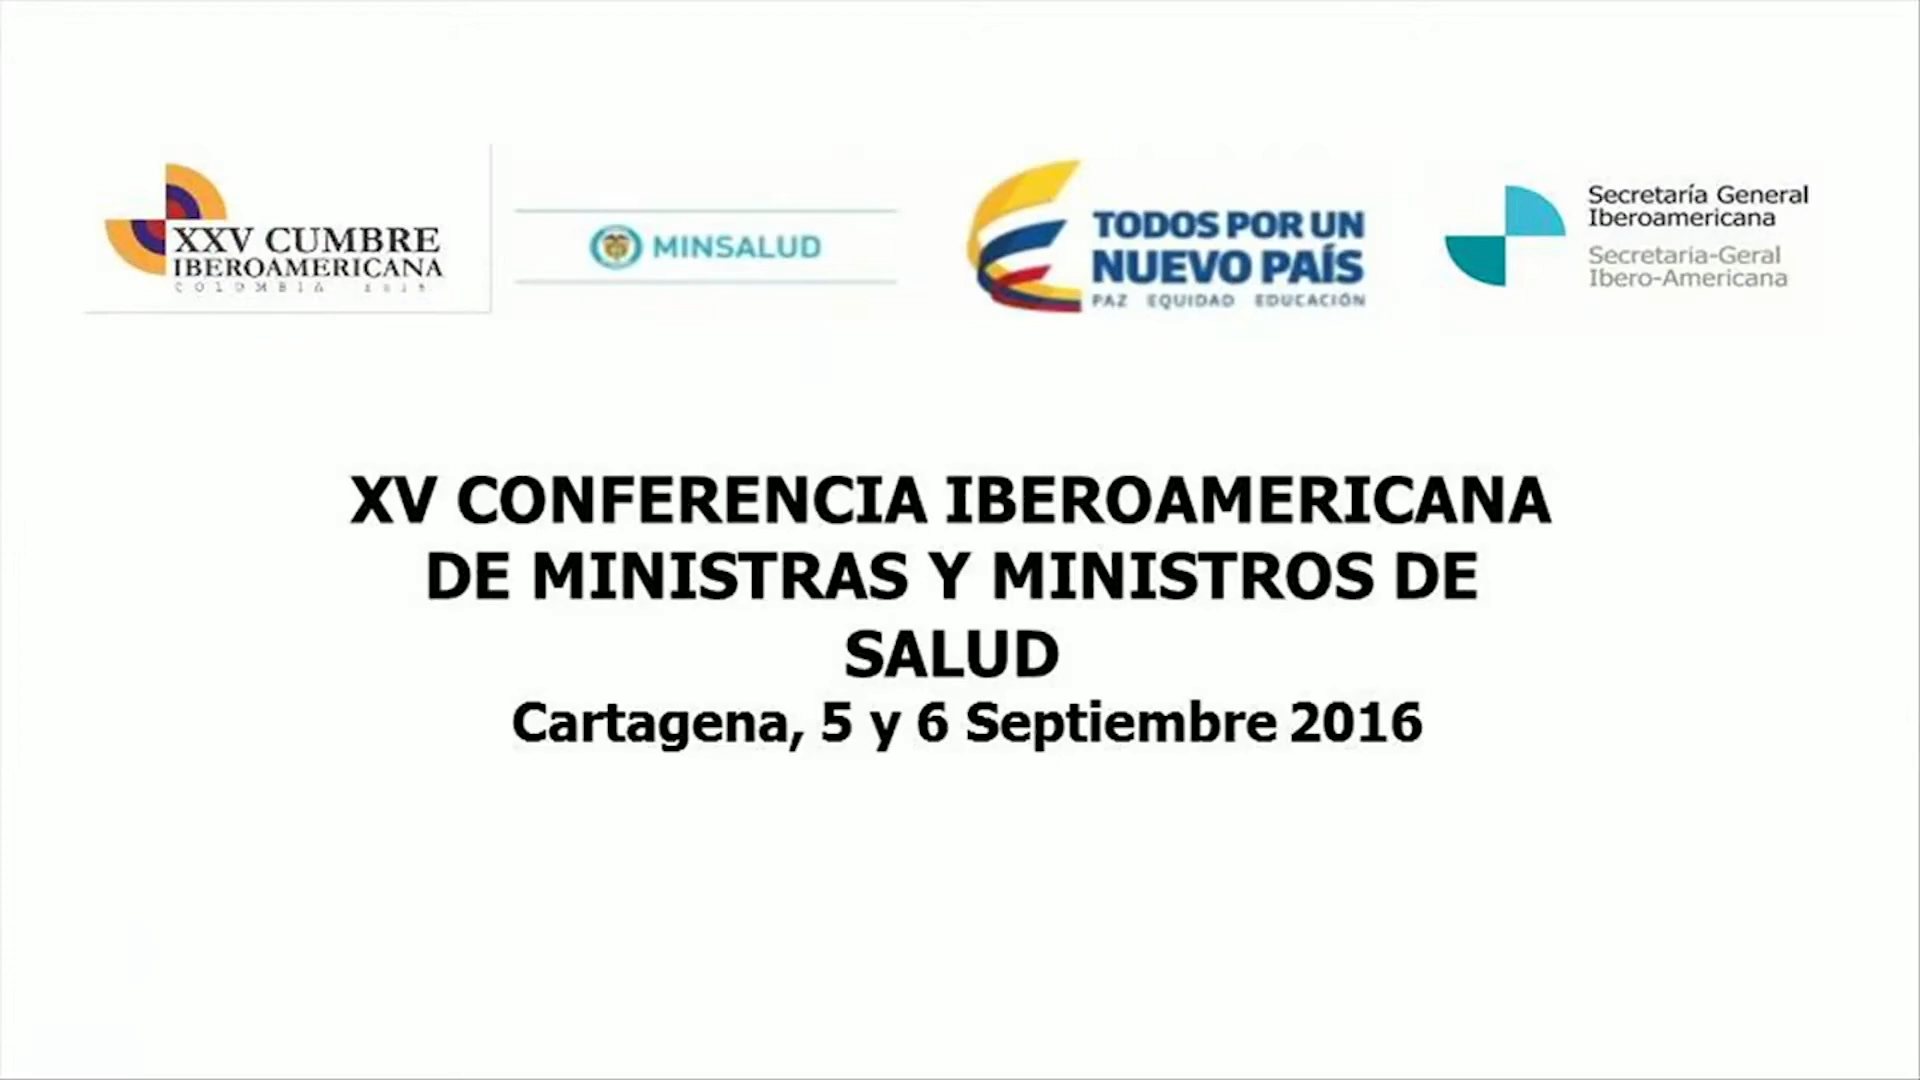 XXV CUMBRE
IBEROAMERICANA
COLOMBIA
MINSALUD
TODOS POR UN
NUEVO PAÍS
PAZ EQUIDAD EDUCACIÓN
Secretaría General
Iberoamericana
Secretaria-Geral
Ibero-Americana
XV CONFERENCIA IBEROAMERICANA
DE MINISTRAS Y MINISTROS DE
SALUD
Cartagena, 5 y 6 Septiembre 2016